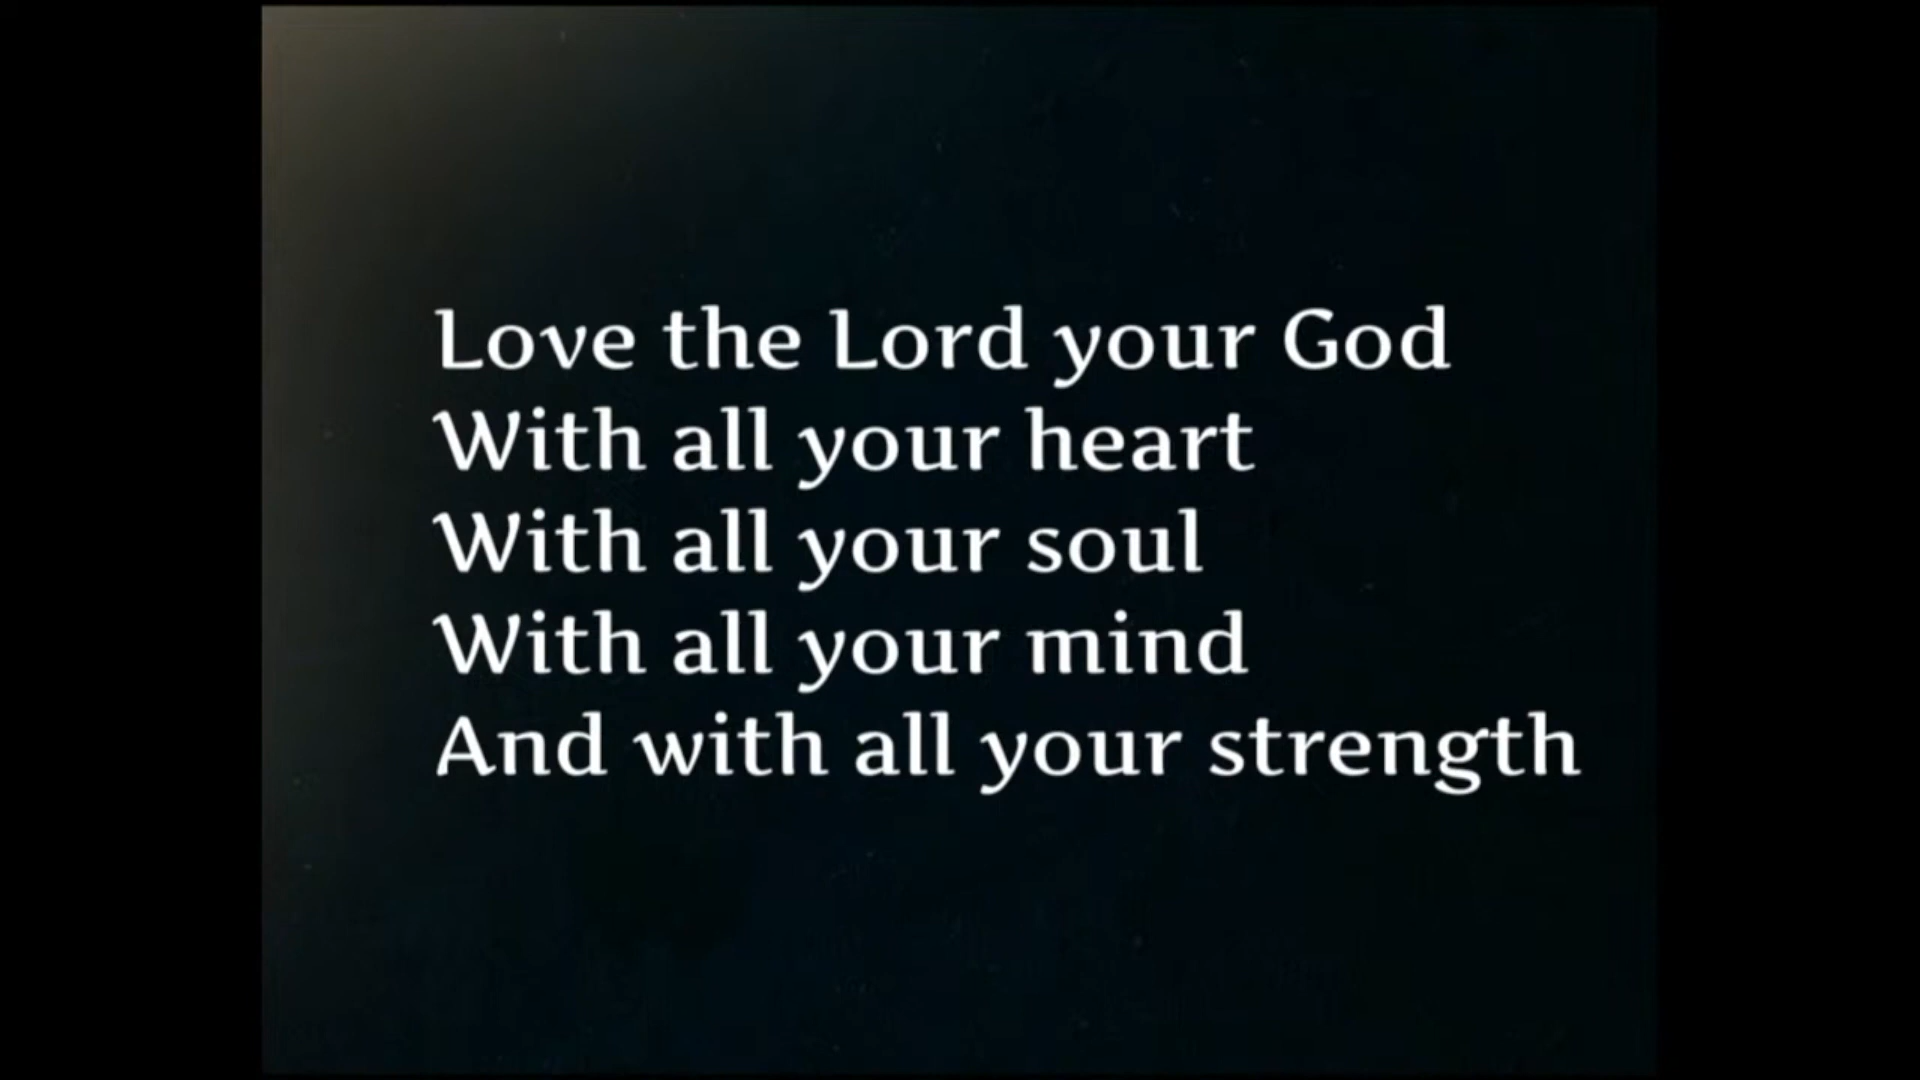 Love the Lord your God
With all your heart
With all your soul
With all your mind
And with all your strength